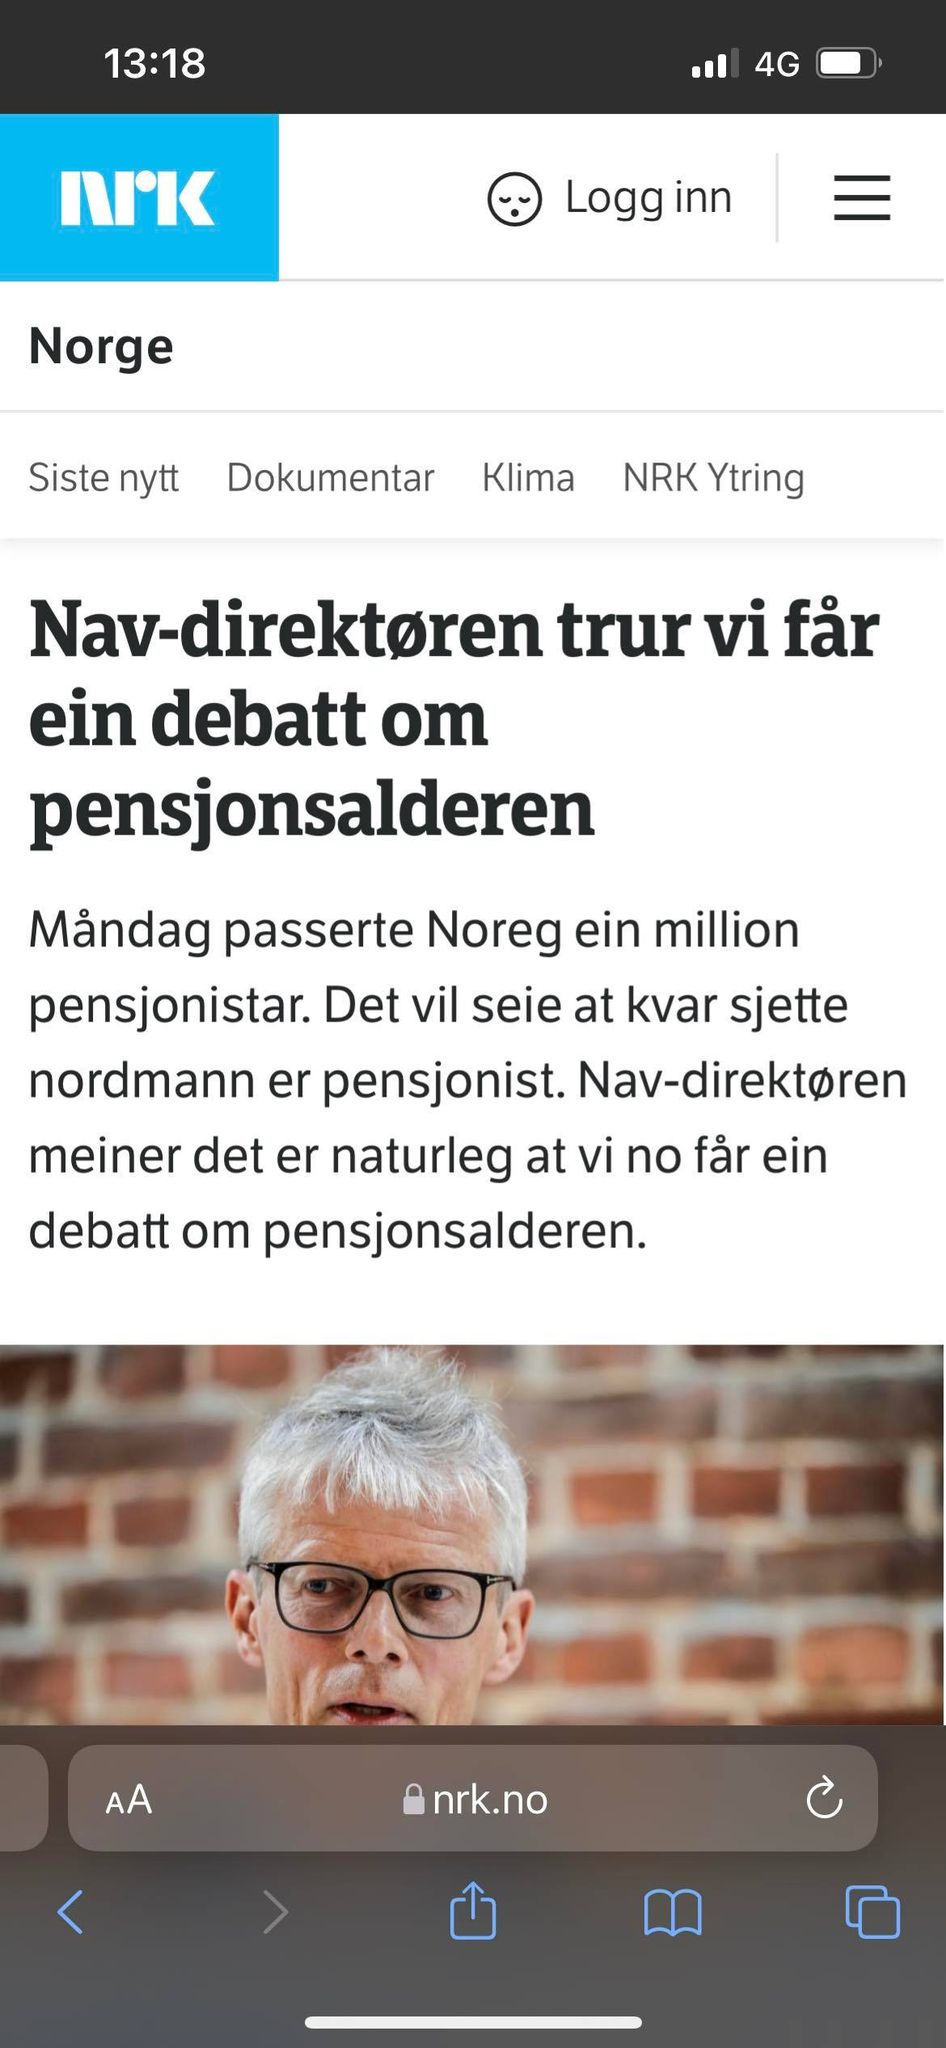 13:18
4G
NRK
Logg inn
Norge
Siste nytt Dokumentar Klima NRK Ytring
Nav-direktøren trur vi får
ein debatt om
pensjonsalderen
Måndag passerte Noreg ein million
pensjonistar. Det vil seie at kvar sjette
nordmann er pensjonist. Nav-direktøren
meiner det er naturleg at vi no får ein
debatt om pensjonsalderen.
AA
nrk.no